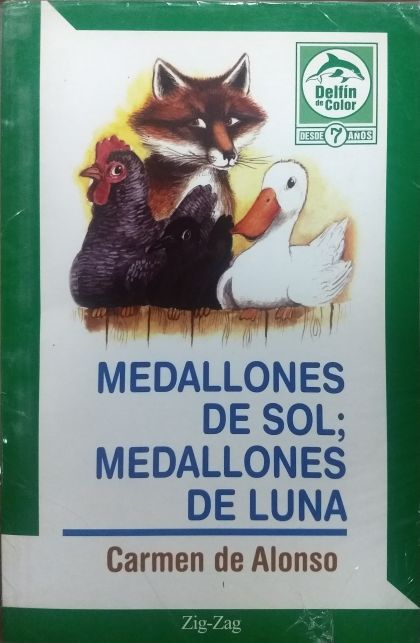 Delfín
de Color
DESDE 7 AÑOS
MEDALLONES
DE SOL;
MEDALLONES
DE LUNA
Carmen de Alonso
Zig-Zag